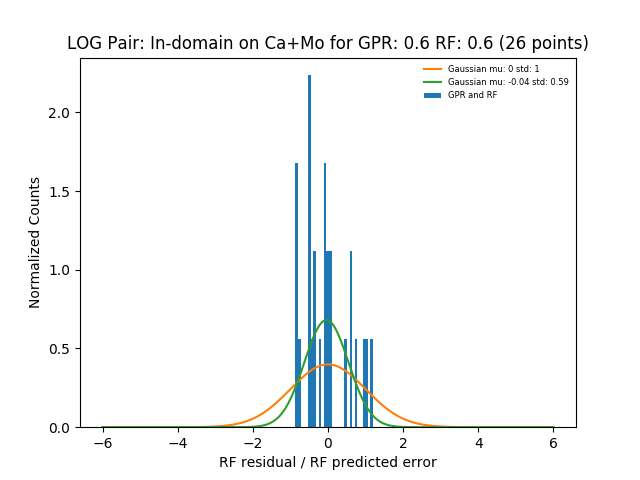 LOG Pair: In-domain on Ca+Mo for GPR: 0.6 RF: 0.6 (26 points)
Gaussian mu: 0 std: 1
Gaussian mu: -0.04 std: 0.59
GPR and RF
Normalized Counts
2.0
1.5
1.0
0.5
0.0
−6 −4 −2 0 2 4 6
RF residual / RF predicted error